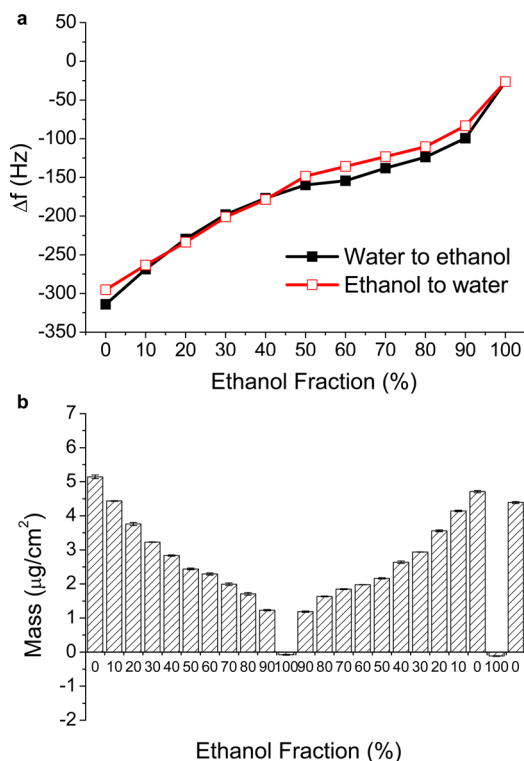 a
50
0
-50
-100
-150
-200
-250
-300
-350
Δf (Hz)
Water to ethanol
Ethanol to water
0 10 20 30 40 50 60 70 80 90 100
Ethanol Fraction (%)
b
7
6
5
4
3
2
1
0
-1
-2
Mass (μg/cm²)
0 10 20 30 40 50 60 70 80 90 100 90 80 70 60 50 40 30 20 10 0 100 0
Ethanol Fraction (%)